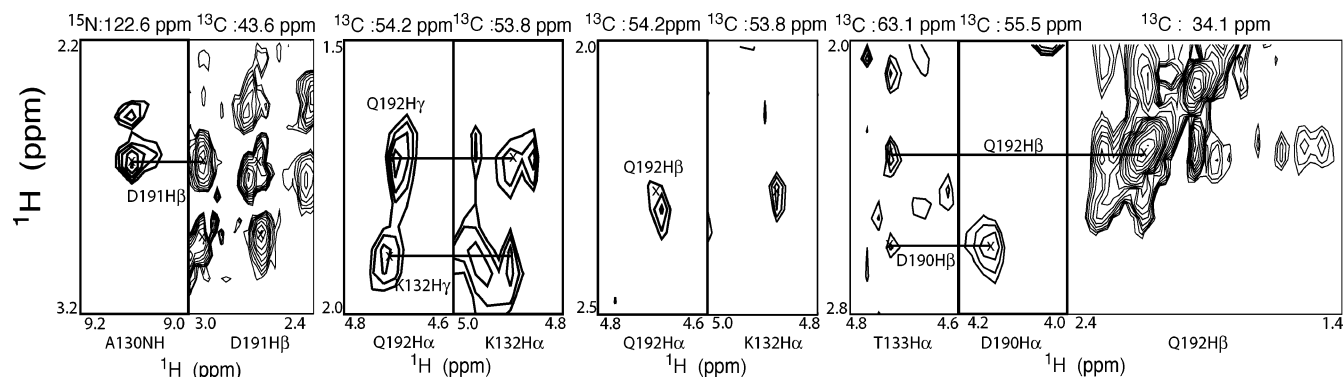 15N:122.6 ppm 13C :43.6 ppm 13C :54.2 ppm 13C :53.8 ppm 13C :54.2ppm 13C :53.8 ppm 13C :63.1 ppm 13C : 55.5 ppm 13C : 34.1 ppm
1H (ppm)
2.2
3.2
D191Hβ
9.2 9.0 3.0 2.4
A130NH D191Hβ
1H (ppm)
1.5
2.0
Q192Hγ
K132Hγ
4.8 4.6 5.0 4.8
Q192Hα K132Hα
1H (ppm)
2.0
2.5
Q192Hβ
4.8 4.6 5.0 4.8
Q192Hα K132Hα
1H (ppm)
2.0
2.8
Q192Hβ
D190Hβ
4.8 4.6 4.2 4.0 2.4 1.4
T133Hα D190Hα Q192Hβ
1H (ppm)